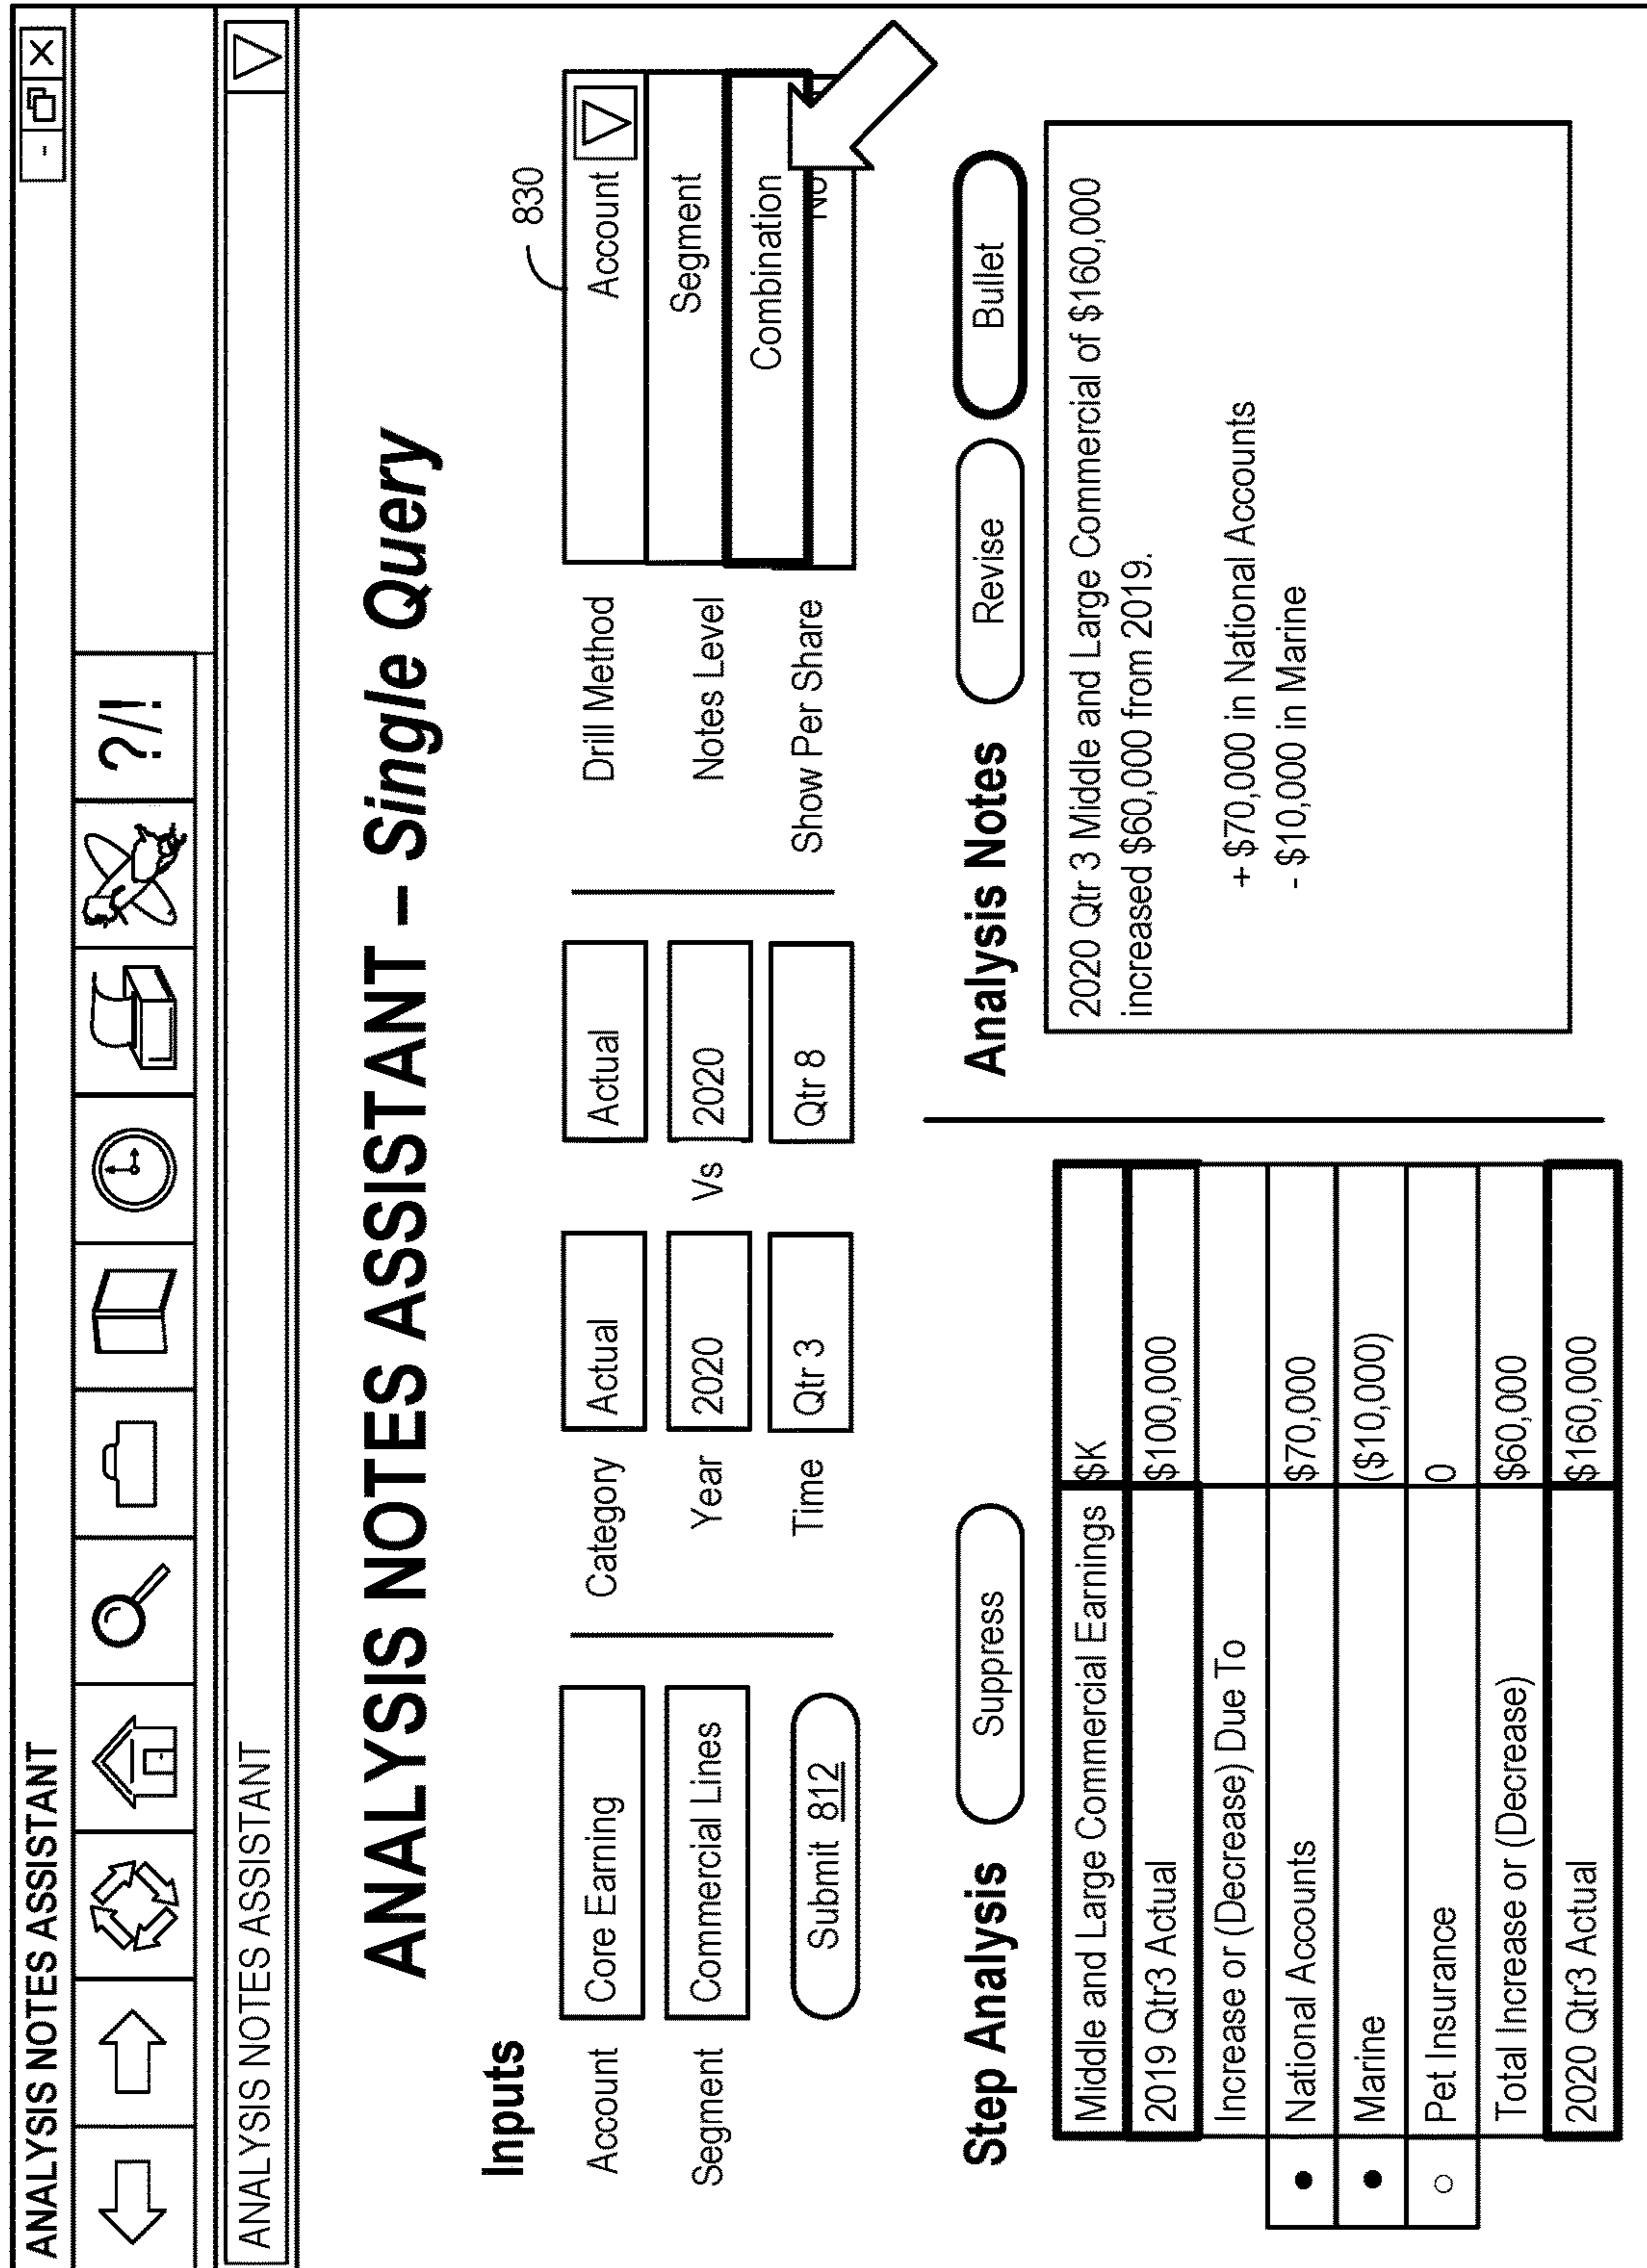 ANALYSIS NOTES ASSISTANT
- X
?/!
ANALYSIS NOTES ASSISTANT
ANALYSIS NOTES ASSISTANT – Single Query
Inputs
Account Core Earning
Segment Commercial Lines
Submit 812
Category Actual Actual
Year 2020 Vs 2020
Time Qtr 3 Qtr 8
830
Drill Method Account
Notes Level Segment
Combination
Show Per Share
Step Analysis Suppress
Middle and Large Commercial Earnings $K
2019 Qtr3 Actual $100,000
Increase or (Decrease) Due To
National Accounts $70,000
Marine ($10,000)
Pet Insurance 0
Total Increase or (Decrease) $60,000
2020 Qtr3 Actual $160,000
Analysis Notes Revise Bullet
2020 Qtr 3 Middle and Large Commercial of $160,000
increased $60,000 from 2019.
+ $70,000 in National Accounts
- $10,000 in Marine